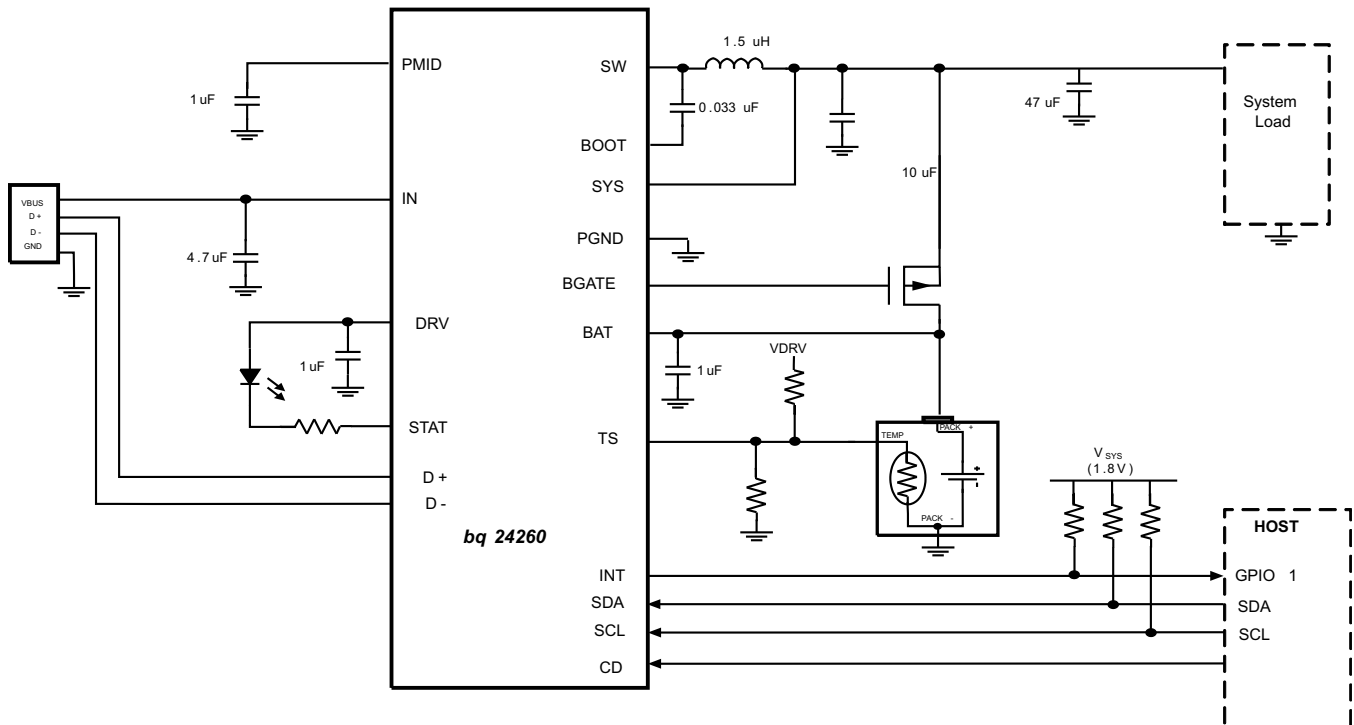 1.5 uH
PMID
SW
1 uF
0.033 uF
47 uF
System
Load
BOOT
10 uF
SYS
IN
VBUS
D +
D -
GND
PGND
4.7 uF
BGATE
DRV
BAT
VDRV
1 uF
1 uF
STAT
TS
TEMP
PACK +
+
-
PACK -
V SYS
(1.8V)
D +
D -
bq 24260
HOST
INT
GPIO 1
SDA
SDA
SCL
SCL
CD